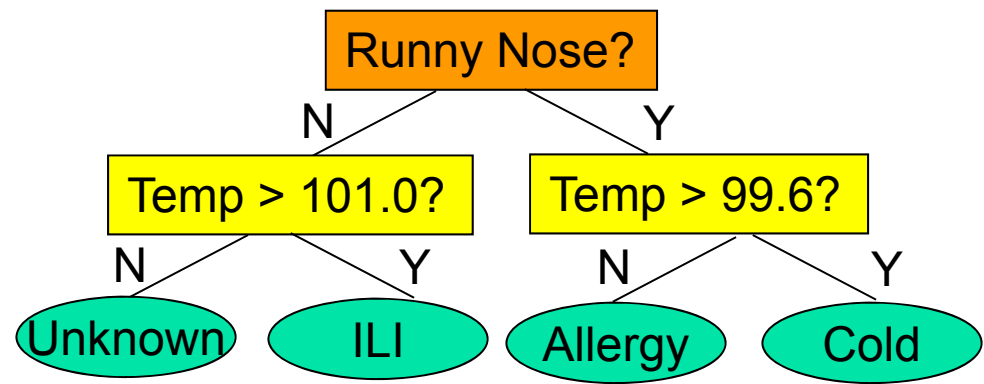 Runny Nose?
N
Y
Temp > 101.0?
Temp > 99.6?
N
Y
N
Y
Unknown
ILI
Allergy
Cold